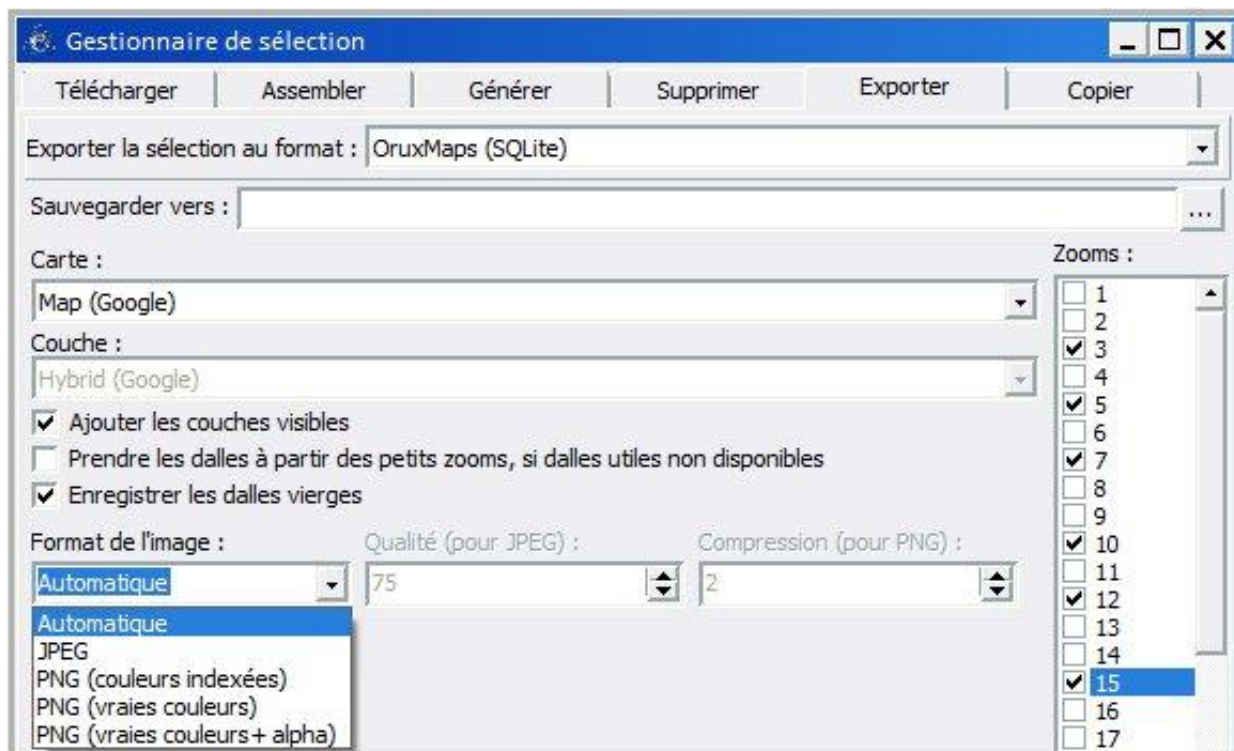 Gestionnaire de sélection
Télécharger Assembler Générer Supprimer Exporter Copier
Exporter la sélection au format : OruxMaps (SQLite)
Sauvegarder vers : ...
Carte :
Zooms :
Map (Google)
Couche :
Hybrid (Google)
Ajouter les couches visibles
Prendre les dalles à partir des petits zooms, si dalles utiles non disponibles
Enregistrer les dalles vierges
Format de l'image : Qualité (pour JPEG) : Compression (pour PNG) :
Automatique 75 2
Automatique
JPEG
PNG (couleurs indexées)
PNG (vraies couleurs)
PNG (vraies couleurs+ alpha)
1
2
3
4
5
6
7
8
9
10
11
12
13
14
15
16
17